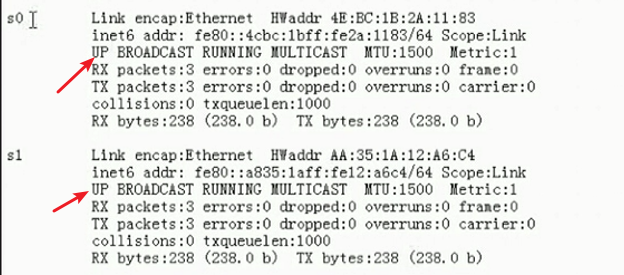 s0 Link encap:Ethernet HWaddr 4E:BC:1B:2A:11:83
inet6 addr: fe80::4cbc:1bff:fe2a:1183/64 Scope:Link
UP BROADCAST RUNNING MULTICAST MTU:1500 Metric:1
RX packets:3 errors:0 dropped:0 overruns:0 frame:0
TX packets:3 errors:0 dropped:0 overruns:0 carrier:0
collisions:0 txqueuelen:1000
RX bytes:238 (238.0 b) TX bytes:238 (238.0 b)
s1 Link encap:Ethernet HWaddr AA:35:1A:12:A6:C4
inet6 addr: fe80::a835:1aff:fe12:a6c4/64 Scope:Link
UP BROADCAST RUNNING MULTICAST MTU:1500 Metric:1
RX packets:3 errors:0 dropped:0 overruns:0 frame:0
TX packets:3 errors:0 dropped:0 overruns:0 carrier:0
collisions:0 txqueuelen:1000
RX bytes:238 (238.0 b) TX bytes:238 (238.0 b)